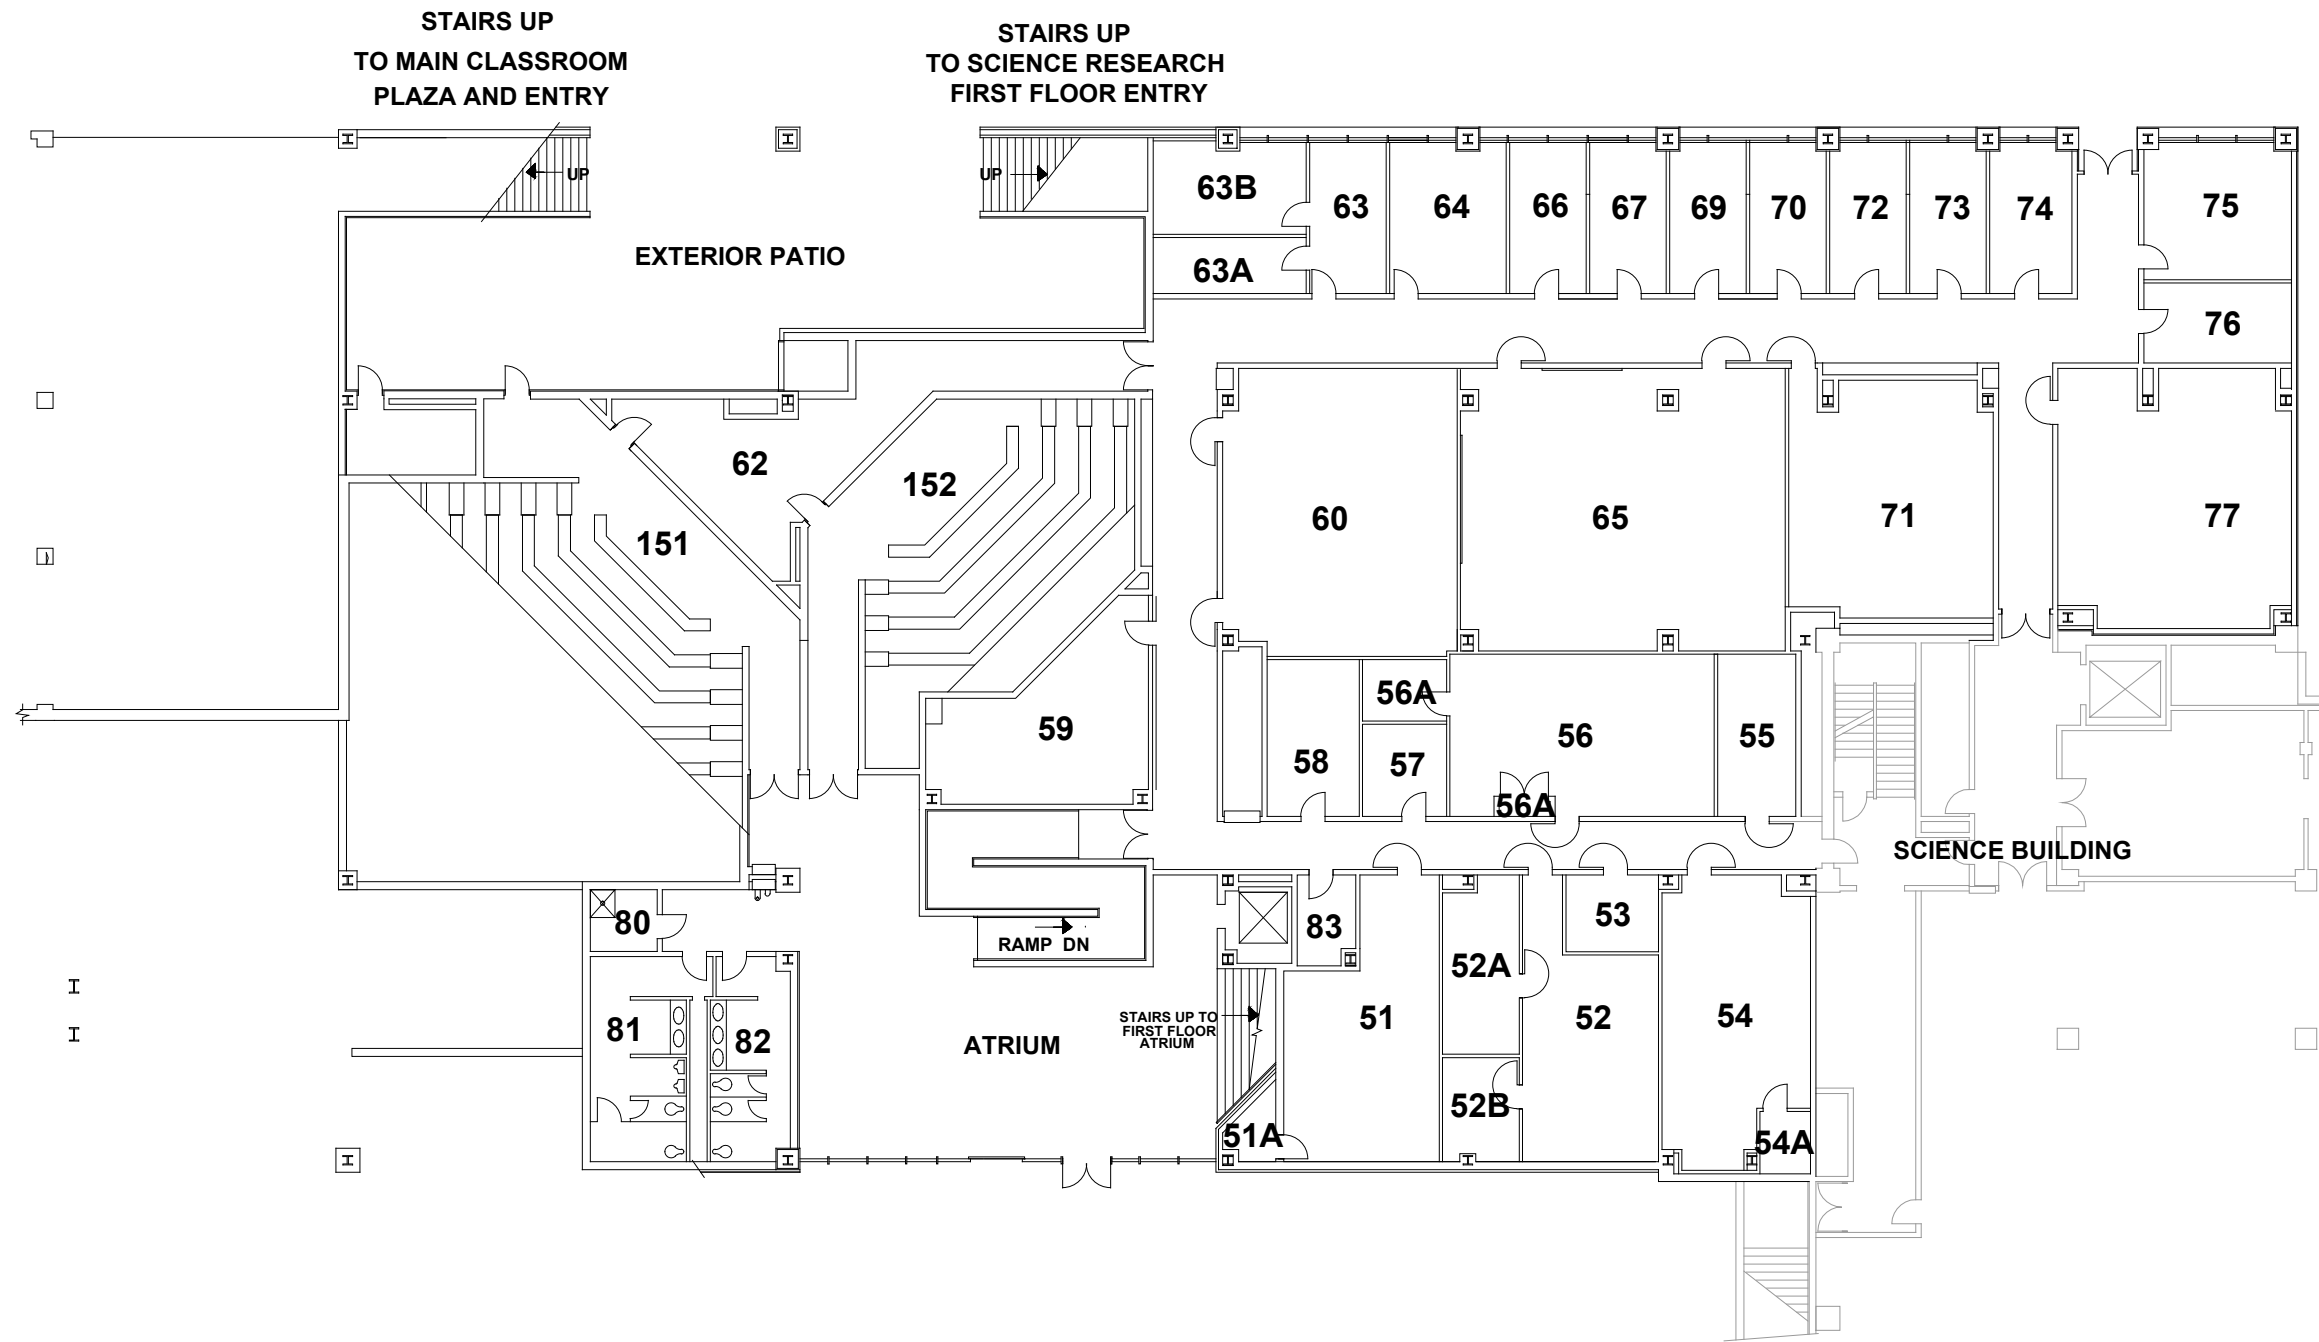 STAIRS UP
TO MAIN CLASSROOM
PLAZA AND ENTRY
STAIRS UP
TO SCIENCE RESEARCH
FIRST FLOOR ENTRY
UP
UP
63B
63
64
66
67
69
70
72
73
74
75
EXTERIOR PATIO
63A
76
62
152
151
60
65
71
77
56A
59
58
57
56
55
56A
SCIENCE BUILDING
80
RAMP DN
83
53
52A
81
82
ATRIUM
STAIRS UP TO
FIRST FLOOR
ATRIUM
51
52
54
52B
51A
54A